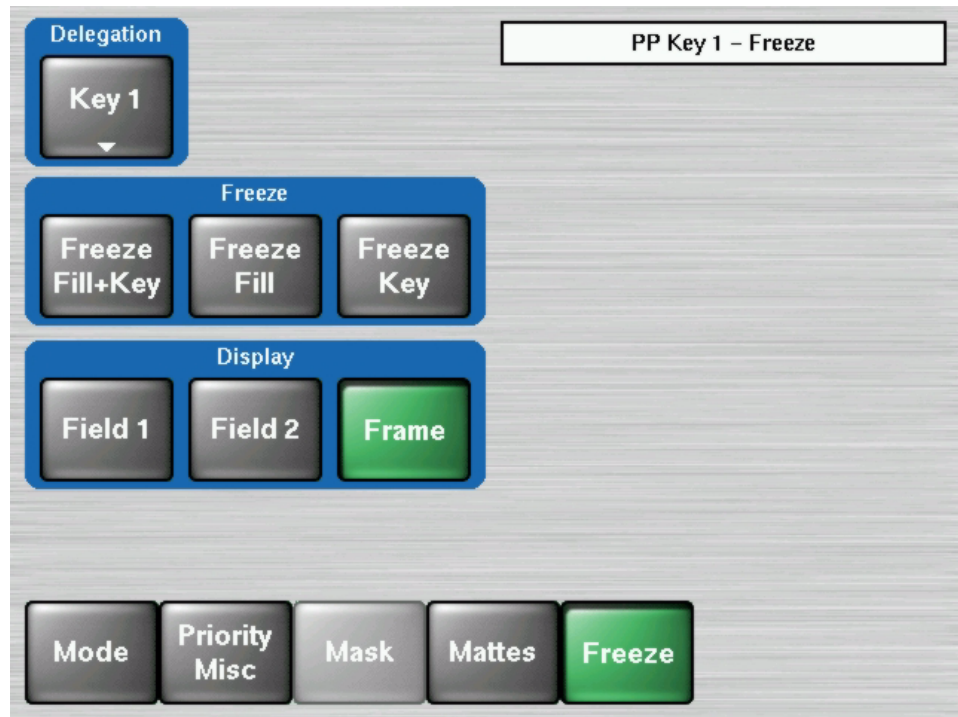 Delegation
PP Key 1 – Freeze
Key 1
Freeze
Freeze
Fill+Key
Freeze
Fill
Freeze
Key
Display
Field 1
Field 2
Frame
Mode
Priority
Misc
Mask
Mattes
Freeze